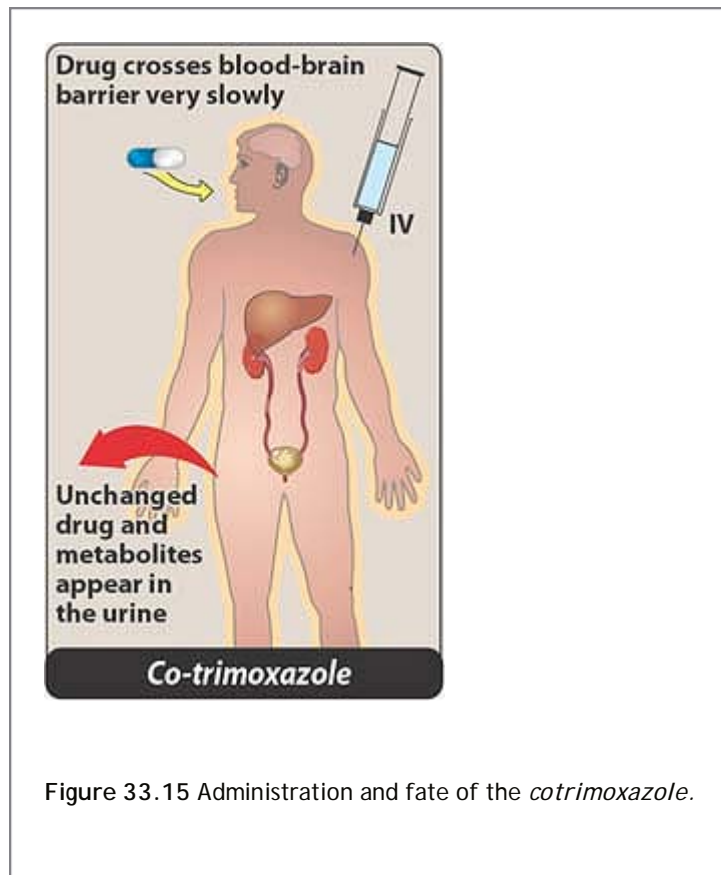 Drug crosses blood-brain
barrier very slowly
IV
Unchanged
drug and
metabolites
appear in
the urine
Co-trimoxazole
Figure 33.15 Administration and fate of the cotrimoxazole.